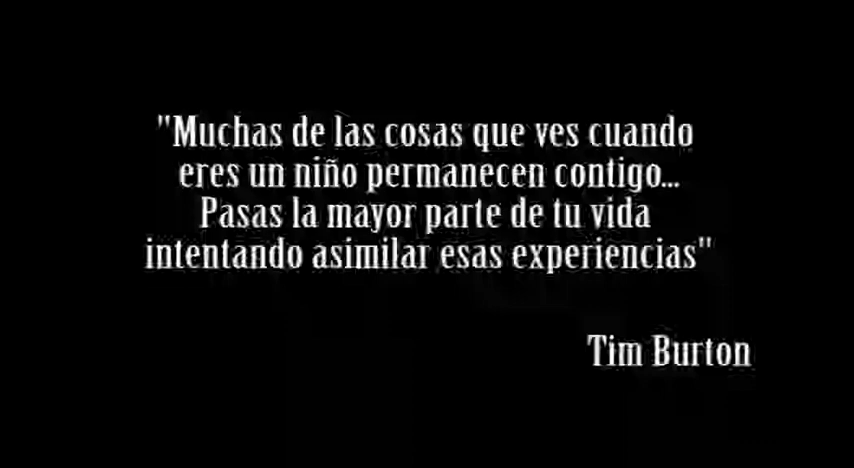 "Muchas de las cosas que ves cuando
eres un niño permanecen contigo...
Pasas la mayor parte de tu vida
intentando asimilar esas experiencias"
Tim Burton